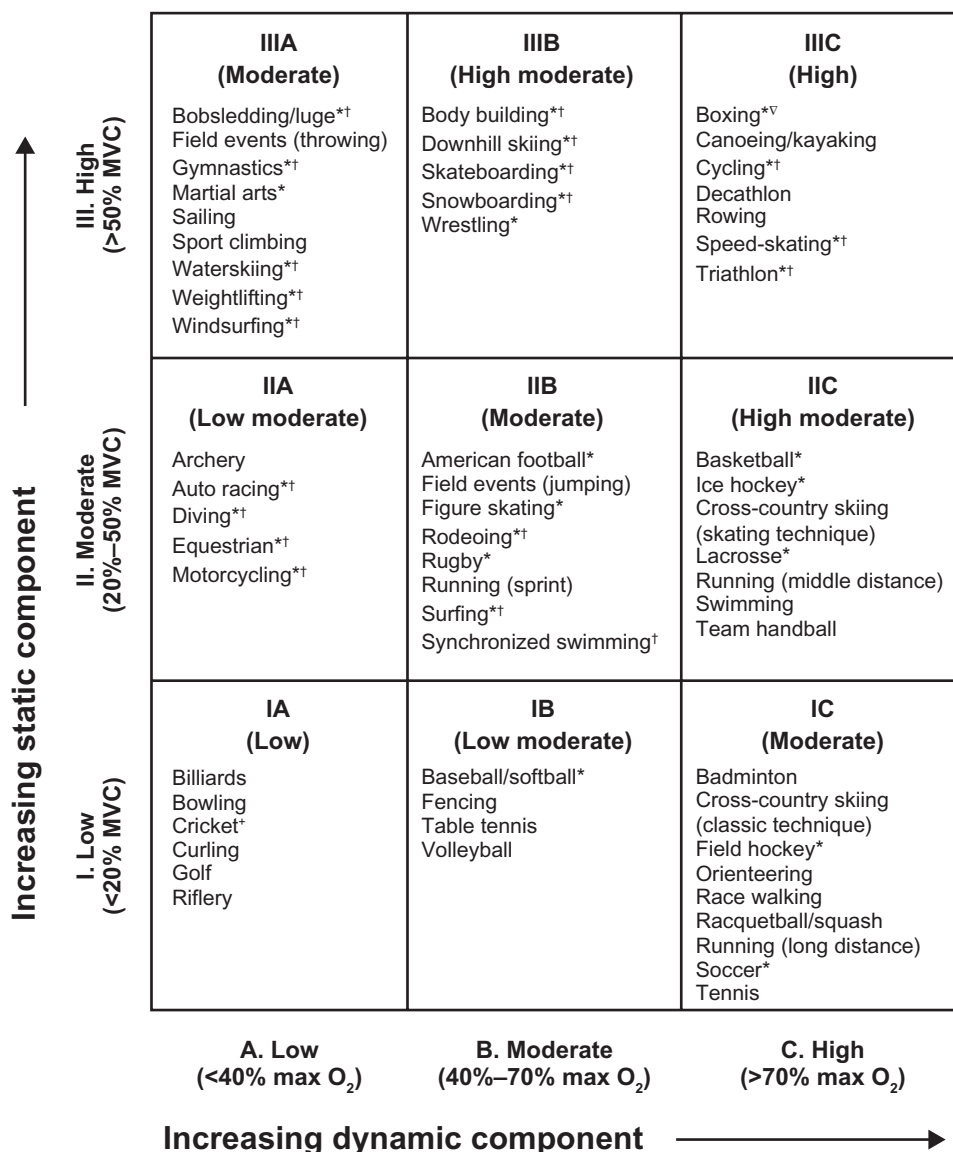 IIIA
(Moderate)
Bobsledding/luge*†
Field events (throwing)
Gymnastics*†
Martial arts*
Sailing
Sport climbing
Waterskiing*†
Weightlifting*†
Windsurfing*†
IIIB
(High moderate)
Body building*†
Downhill skiing*†
Skateboarding*†
Snowboarding*†
Wrestling*
IIIC
(High)
Boxing*∇
Canoeing/kayaking
Cycling*†
Decathlon
Rowing
Speed-skating*†
Triathlon*†
III. High
(>50% MVC)
IIA
(Low moderate)
Archery
Auto racing*†
Diving*†
Equestrian*†
Motorcycling*†
IIB
(Moderate)
American football*
Field events (jumping)
Figure skating*
Rodeoing*†
Rugby*
Running (sprint)
Surfing*†
Synchronized swimming†
IIC
(High moderate)
Basketball*
Ice hockey*
Cross-country skiing
(skating technique)
Lacrosse*
Running (middle distance)
Swimming
Team handball
II. Moderate
(20%–50% MVC)
IA
(Low)
Billiards
Bowling
Cricket⁺
Curling
Golf
Riflery
IB
(Low moderate)
Baseball/softball*
Fencing
Table tennis
Volleyball
IC
(Moderate)
Badminton
Cross-country skiing
(classic technique)
Field hockey*
Orienteering
Race walking
Racquetball/squash
Running (long distance)
Soccer*
Tennis
I. Low
(<20% MVC)
Increasing static component
A. Low
(<40% max O₂)
B. Moderate
(40%–70% max O₂)
C. High
(>70% max O₂)
Increasing dynamic component